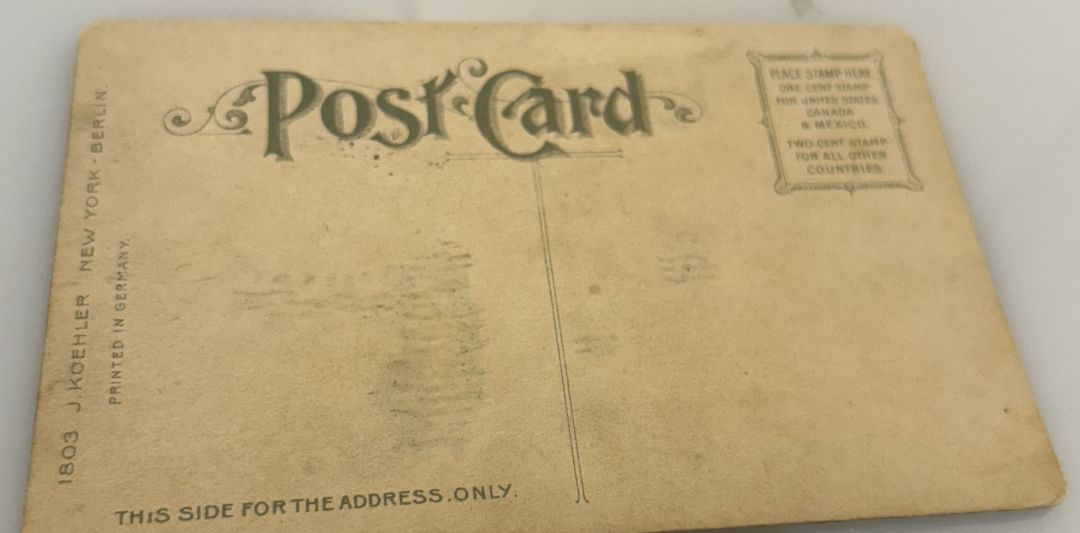 Post Card
PLACE STAMP HERE
ONE CENT STAMP
FOR UNITED STATES
CANADA
& MEXICO.
TWO CENT STAMP
FOR ALL OTHER
COUNTRIES.
1803 J. KOEHLER NEW YORK - BERLIN.
PRINTED IN GERMANY.
THIS SIDE FOR THE ADDRESS.ONLY.